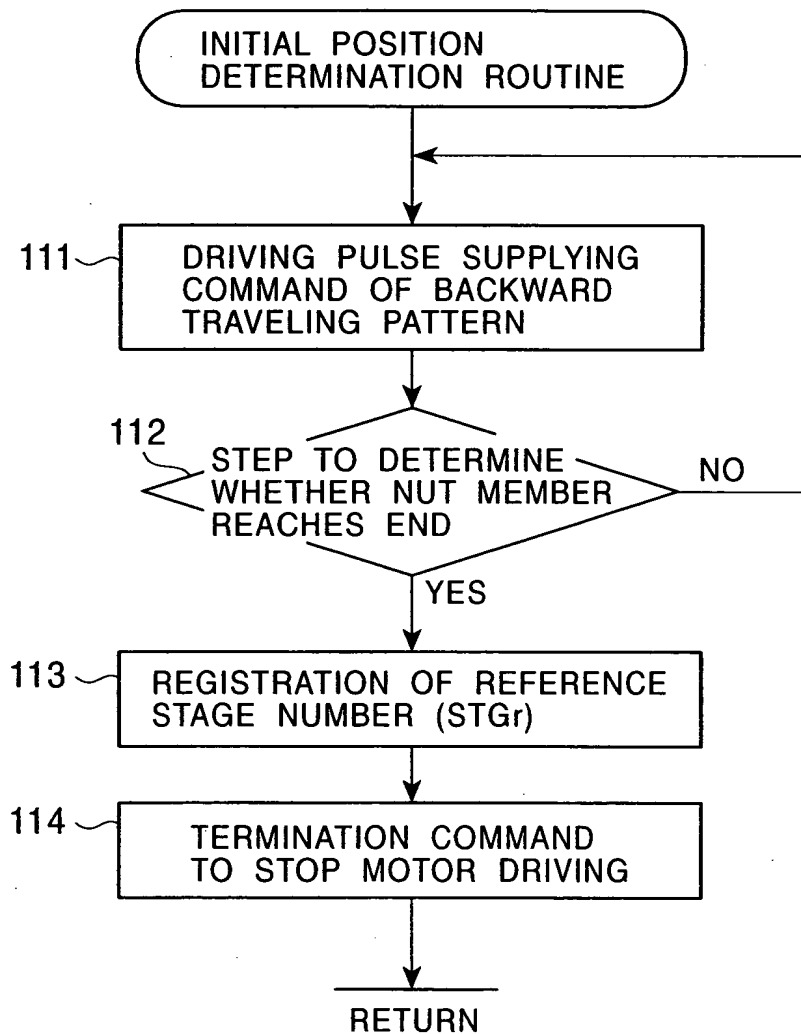 INITIAL POSITION
DETERMINATION ROUTINE
111
DRIVING PULSE SUPPLYING
COMMAND OF BACKWARD
TRAVELING PATTERN
112
STEP TO DETERMINE
WHETHER NUT MEMBER
REACHES END
NO
YES
113
REGISTRATION OF REFERENCE
STAGE NUMBER (STGr)
114
TERMINATION COMMAND
TO STOP MOTOR DRIVING
RETURN